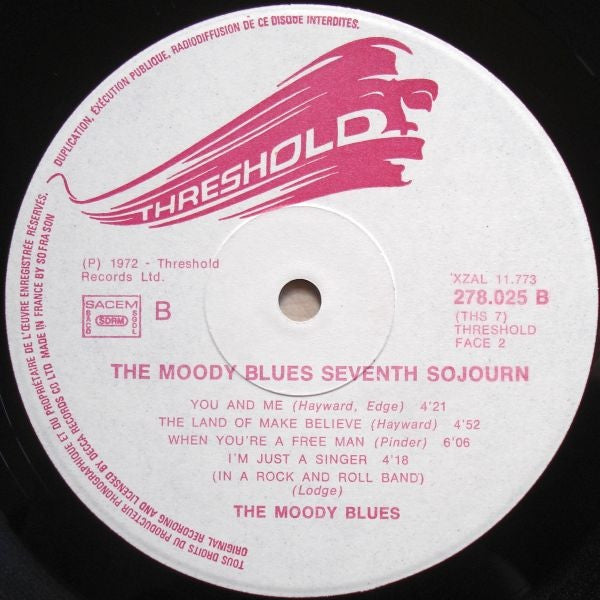 DUPLICATION, EXÉCUTION PUBLIQUE, RADIODIFFUSION DE CE DISQUE INTERDITES.
TOUS DROITS DU PRODUCTEUR PHONOGRAPHIQUE ET DU PROPRIÉTAIRE DE L'ŒUVRE ENREGISTRÉE RÉSERVÉS.
ORIGINAL RECORDING AND LICENSED BY DECCA RECORDS CO LTD MADE IN FRANCE BY SOFRASON
THRESHOLD
(P) 1972 - Threshold
Records Ltd.
SACEM
SACD
SDRM
SGDL
B
XZAL 11.773
278.025 B
(THS 7)
THRESHOLD
FACE 2
THE MOODY BLUES SEVENTH SOJOURN
YOU AND ME (Hayward, Edge) 4'21
THE LAND OF MAKE BELIEVE (Hayward) 4'52
WHEN YOU'RE A FREE MAN (Pinder) 6'06
I'M JUST A SINGER 4'18
(IN A ROCK AND ROLL BAND)
(Lodge)
THE MOODY BLUES